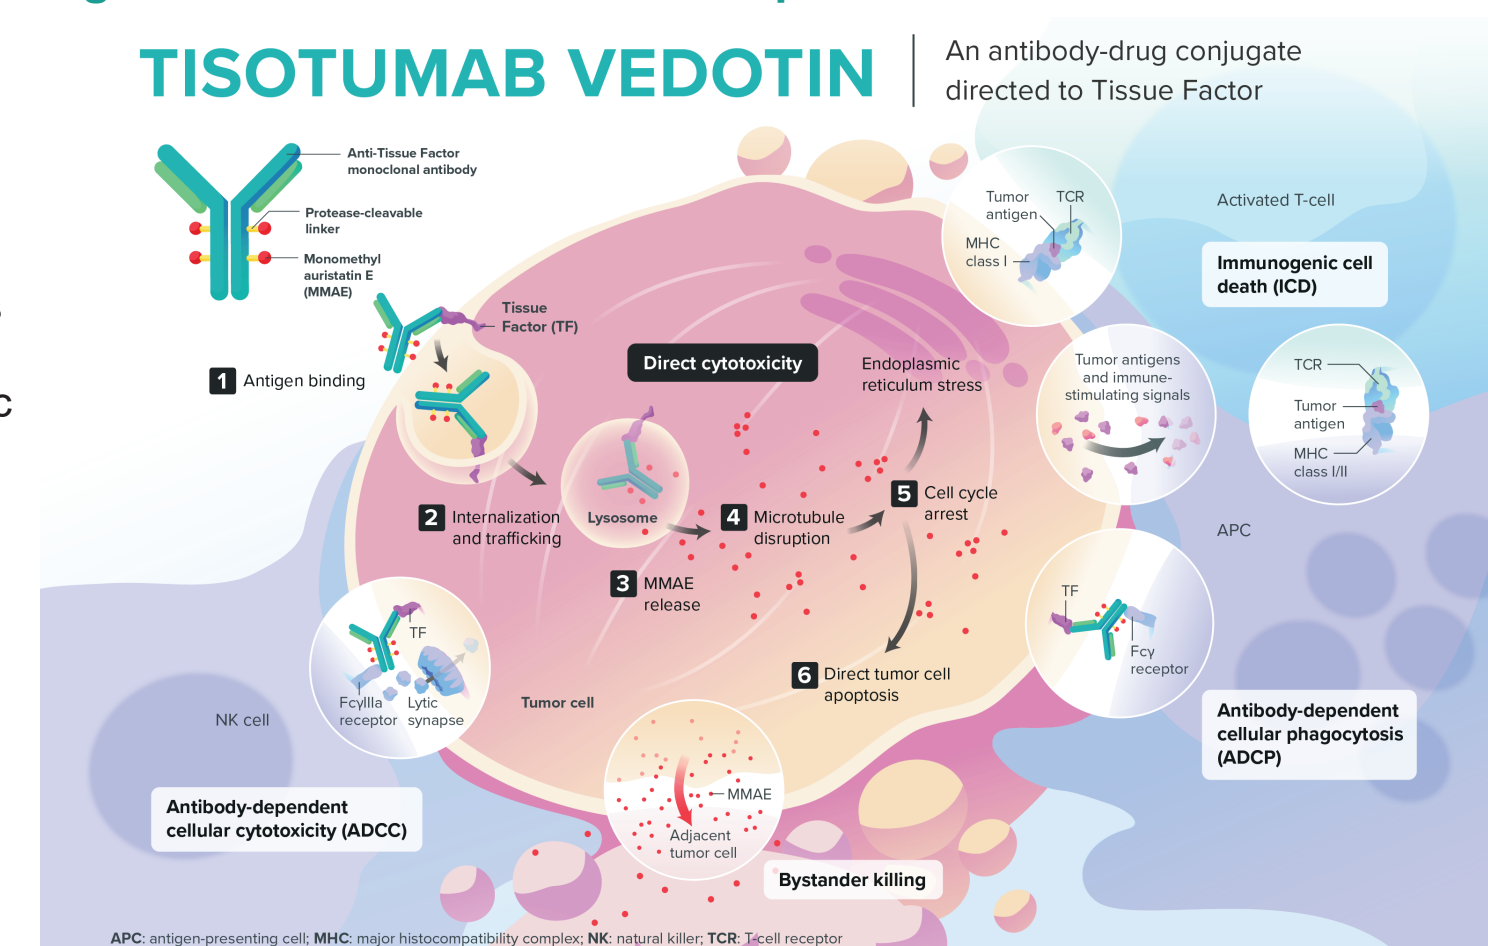 TISOTUMAB VEDOTIN
An antibody-drug conjugate
directed to Tissue Factor
Anti-Tissue Factor
monoclonal antibody
Protease-cleavable
linker
Monomethyl
auristatin E
(MMAE)
Tissue
Factor (TF)
1 Antigen binding
Direct cytotoxicity
Endoplasmic
reticulum stress
2 Internalization
and trafficking
Lysosome
3 MMAE
release
4 Microtubule
disruption
5 Cell cycle
arrest
6 Direct tumor cell
apoptosis
Tumor cell
Tumor
antigen
TCR
MHC
class I
Activated T-cell
Immunogenic cell
death (ICD)
Tumor antigens
and immune-
stimulating signals
TCR
Tumor
antigen
MHC
class I/II
APC
TF
Fcγ
receptor
Antibody-dependent
cellular phagocytosis
(ADCP)
TF
FcγIIIa
receptor
Lytic
synapse
NK cell
Antibody-dependent
cellular cytotoxicity (ADCC)
MMAE
Adjacent
tumor cell
Bystander killing
APC: antigen-presenting cell; MHC: major histocompatibility complex; NK: natural killer; TCR: T-cell receptor